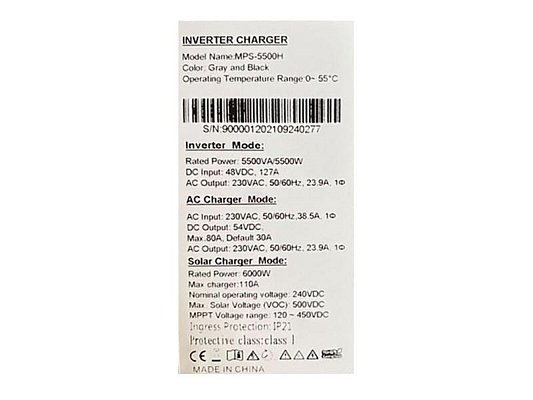 INVERTER CHARGER
Model Name:MPS-5500H
Color, Gray and Black
Operating Temperature Range:0~ 55°C
S/N:900001202109240277
Inverter Mode:
Rated Power: 5500VA/5500W
DC Input: 48VDC, 127A
AC Output: 230VAC, 50/60Hz, 23.9A, 1Φ
AC Charger Mode:
AC Input: 230VAC, 50/60Hz,38.5A, 1Φ
DC Output: 54VDC,
Max.80A, Default 30A
AC Output: 230VAC, 50/60Hz, 23.9A, 1Φ
Solar Charger Mode:
Rated Power: 6000W
Max charger:110A
Nominal operating voltage: 240VDC
Max. Solar Voltage (VOC): 500VDC
MPPT Voltage range: 120 ~ 450VDC
Ingress Protection:IP21
Protective class:class I
CE
MADE IN CHINA